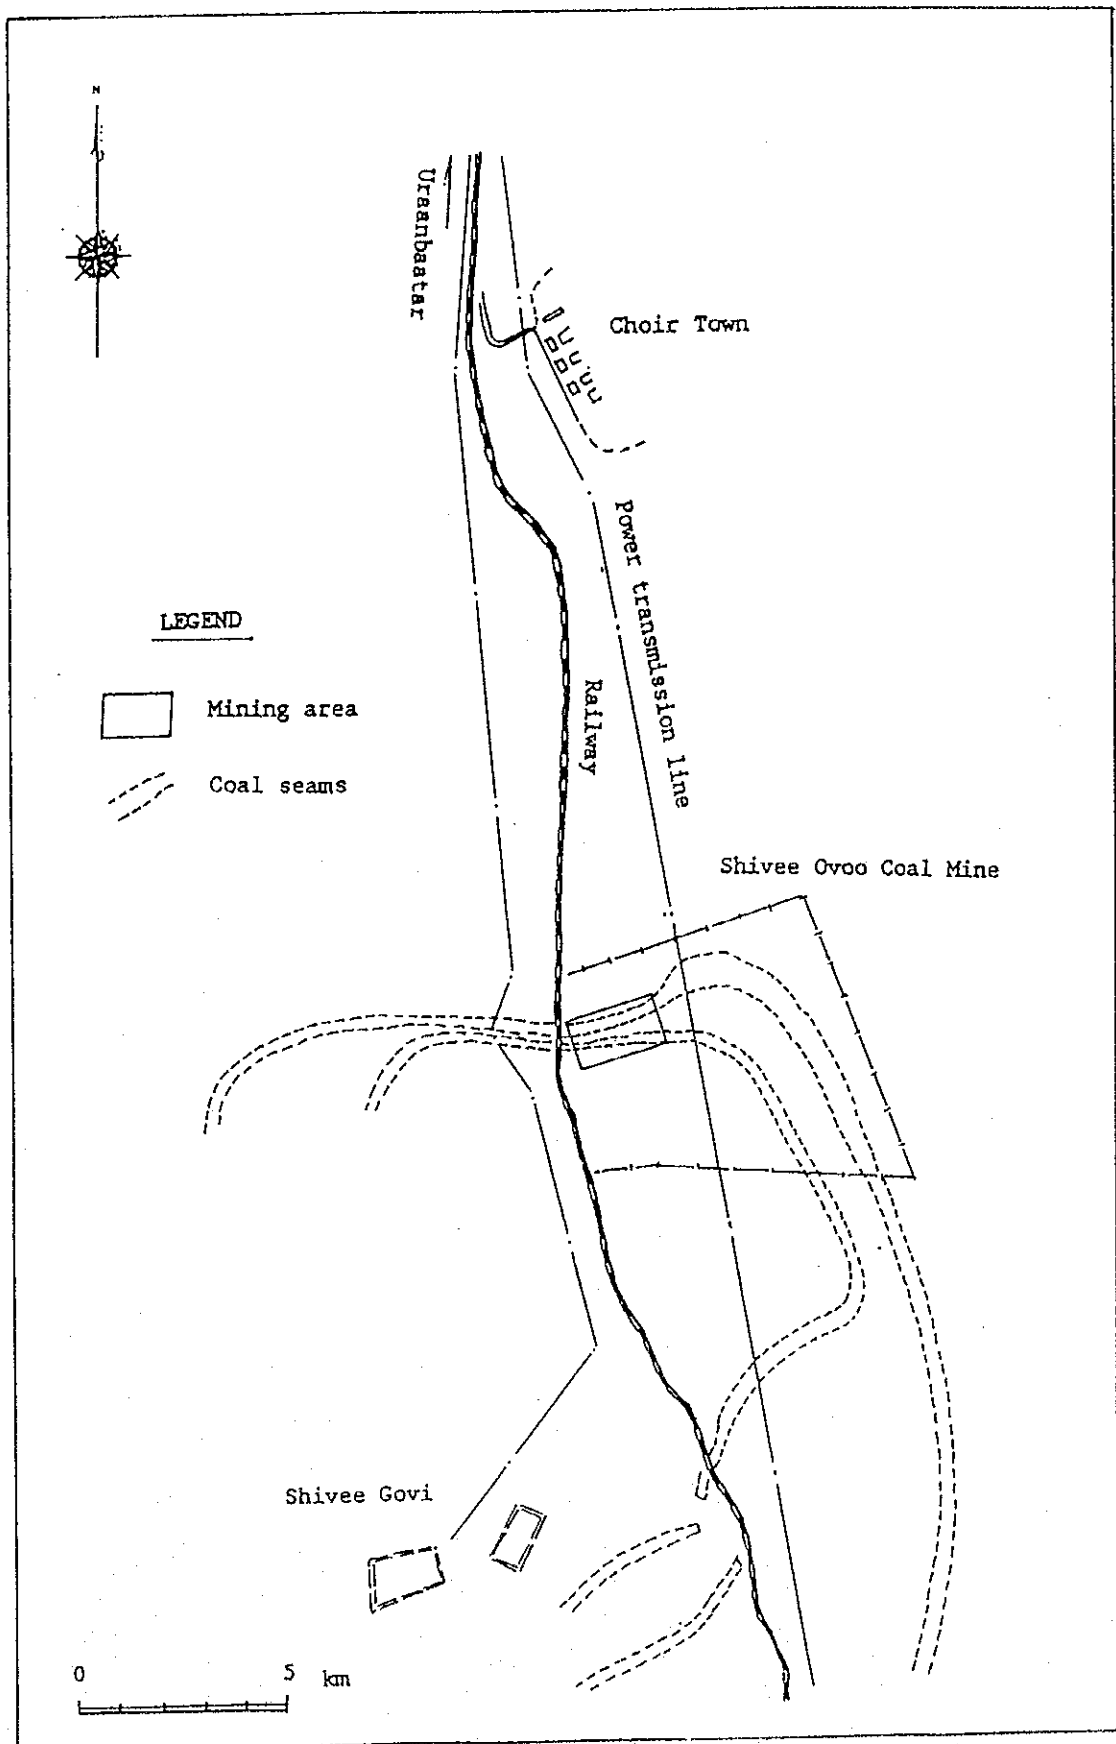 N
Uraanbaatar
Choir Town
Power transmission line
LEGEND
Mining area
Railway
Coal seams
Shivee Ovoo Coal Mine
Shivee Govi
0 5 km